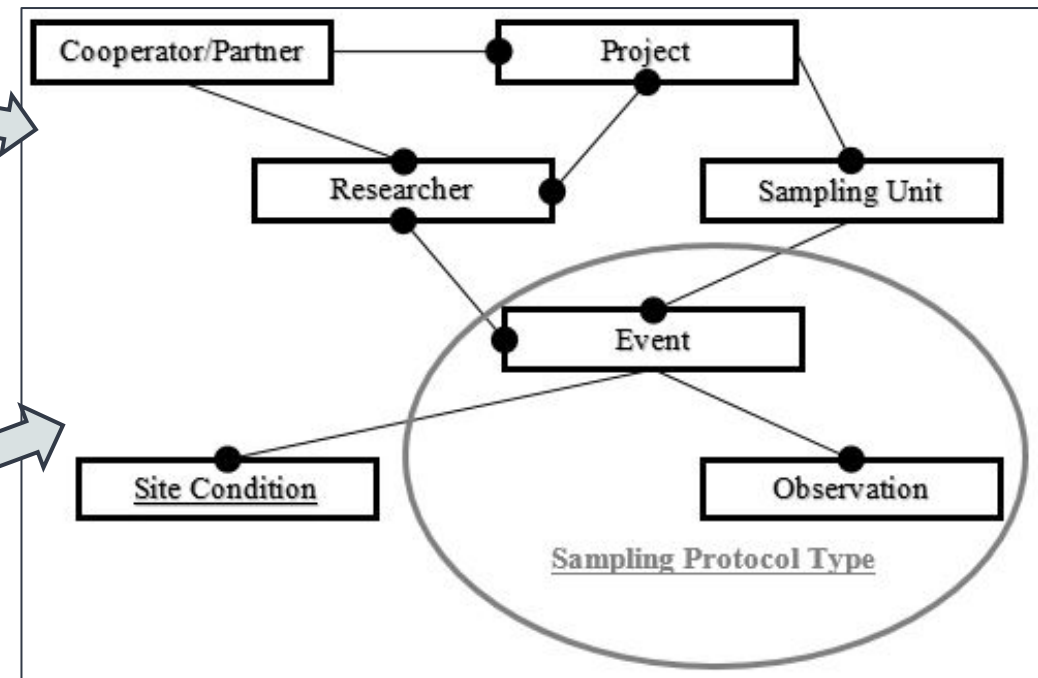 Cooperator/Partner
Project
Researcher
Sampling Unit
Event
Site Condition
Observation
Sampling Protocol Type